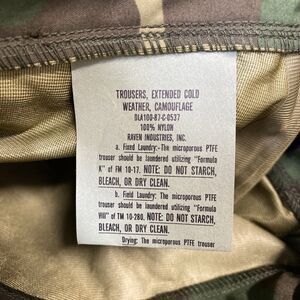 TROUSERS, EXTENDED COLD
WEATHER, CAMOUFLAGE
DLA100-87-C-0537
100% NYLON
RAVEN INDUSTRIES, INC.
a. Fixed Laundry:-The microporous PTFE
trouser should be laundered utilizing "Formula
K" of FM 10-17. NOTE: DO NOT STARCH,
BLEACH, OR DRY CLEAN.
b. Field Laundry: The microporous PTFE
trouser should be laundered utilizing "Formula
VIII" of TM 10-280. NOTE: DO NOT STARCH,
BLEACH, OR DRY CLEAN.
Drying: The microporous PTFE trouser